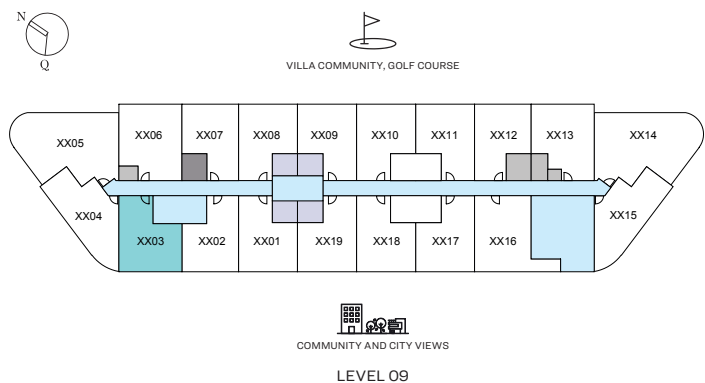 N
Q
VILLA COMMUNITY, GOLF COURSE
XX05
XX06
XX07
XX08
XX09
XX10
XX11
XX12
XX13
XX14
XX04
XX03
XX02
XX01
XX19
XX18
XX17
XX16
XX15
COMMUNITY AND CITY VIEWS
LEVEL 09